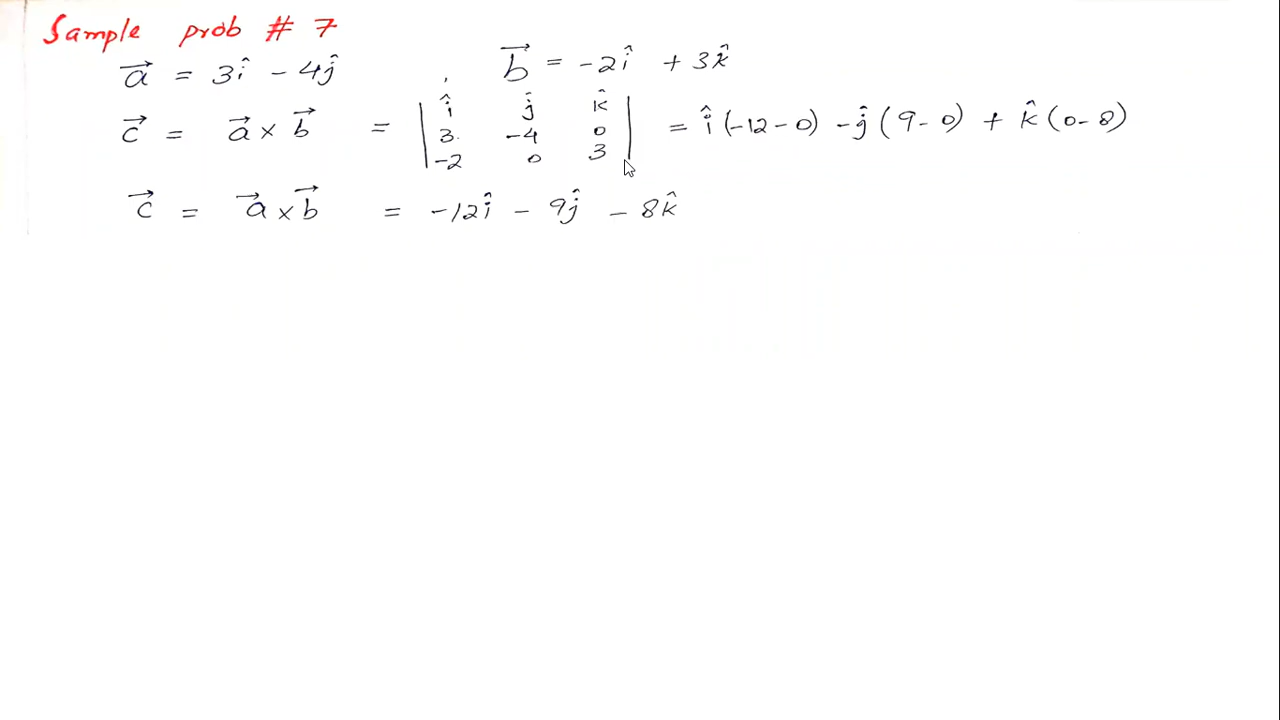 Sample prob # 7
a⃗ = 3î - 4ĵ , b⃗ = -2î + 3k̂
c⃗ = a⃗ × b⃗ = | î ĵ k̂ | = î (-12 - 0) - ĵ (9 - 0) + k̂ (0 - 8)
| 3 -4 0 |
| -2 0 3 |
c⃗ = a⃗ × b⃗ = -12î - 9ĵ - 8k̂